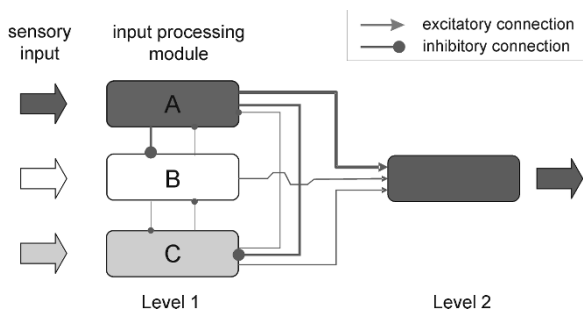 sensory
input
input processing
module
excitatory connection
inhibitory connection
A
B
C
Level 1
Level 2